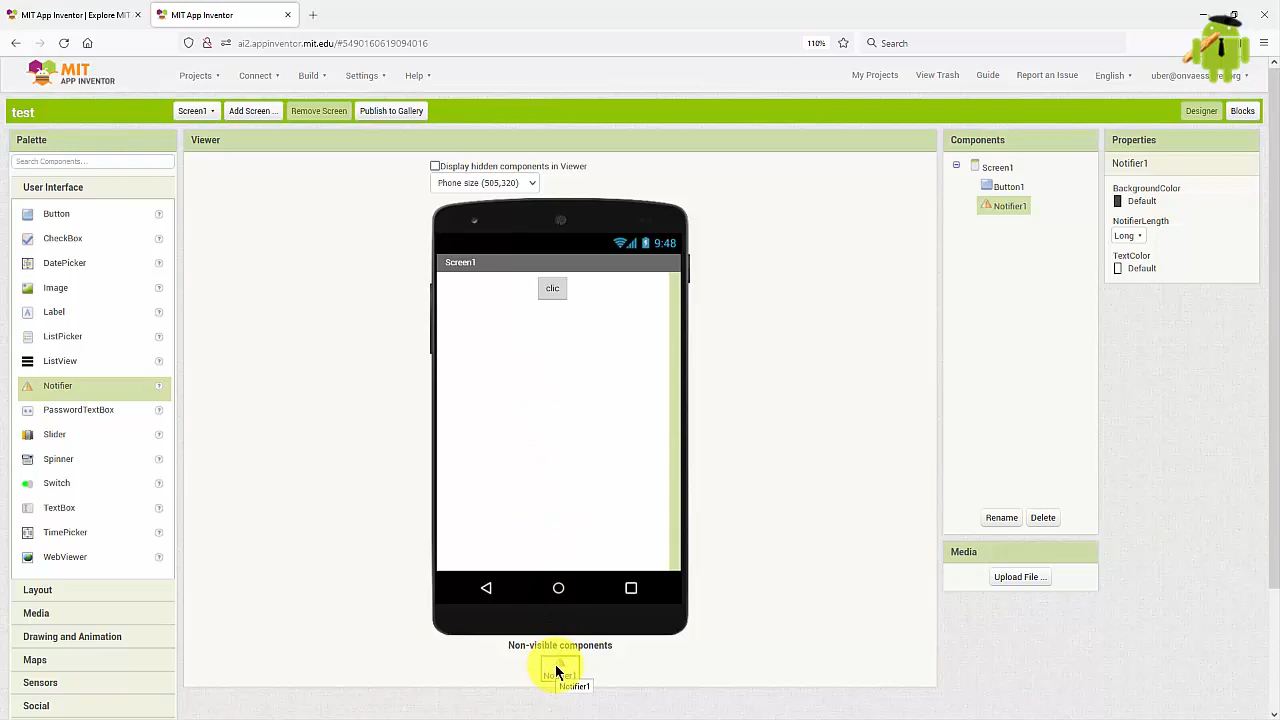 MIT App Inventor | Explore MIT
MIT App Inventor
ai2.appinventor.mit.edu/#5490160619094016
110%
Search
MIT
APP INVENTOR
Projects
Connect
Build
Settings
Help
My Projects
View Trash
Guide
Report an Issue
English
test
Screen1
Add Screen ...
Remove Screen
Publish to Gallery
Designer
Blocks
Palette
Search Components...
User Interface
Button
CheckBox
DatePicker
Image
Label
ListPicker
ListView
Notifier
PasswordTextBox
Slider
Spinner
Switch
TextBox
TimePicker
WebViewer
Layout
Media
Drawing and Animation
Maps
Sensors
Social
Viewer
Display hidden components in Viewer
Phone size (505,320)
9:48
Screen1
clic
Non-visible components
Notifier1
Components
Screen1
Button1
Notifier1
Rename
Delete
Media
Upload File ...
Properties
Notifier1
BackgroundColor
Default
NotifierLength
Long
TextColor
Default